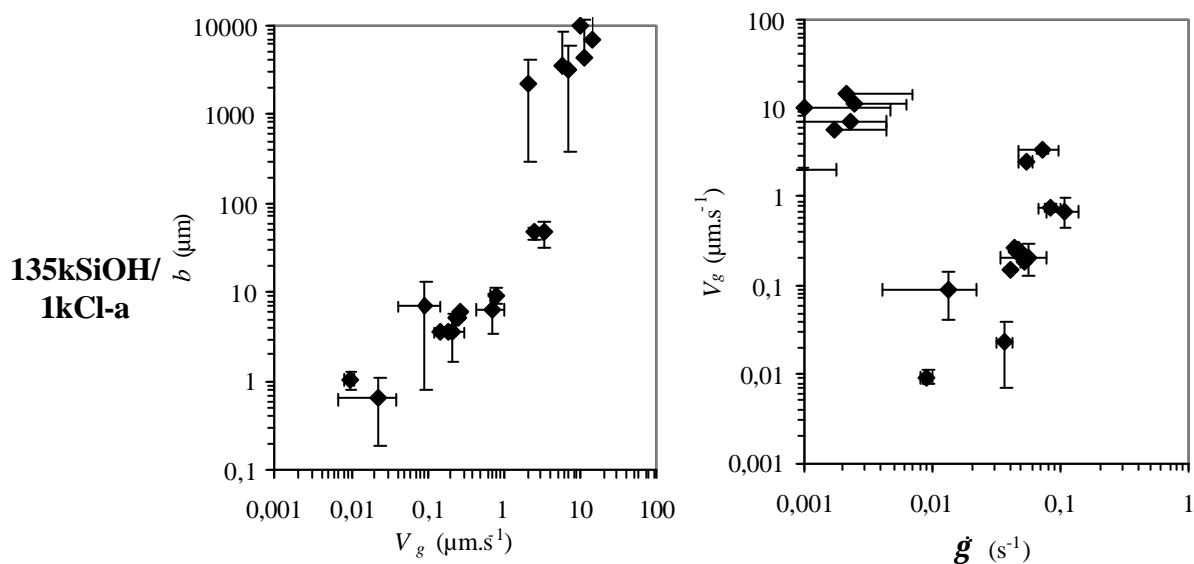 135kSiOH/
1kCl-a
b (µm)
10000
1000
100
10
1
0,1
0,001 0,01 0,1 1 10 100
V g (µm.s-1)
Vg (µm.s-1)
100
10
1
0,1
0,01
0,001
0,001 0,01 0,1 1
ġ (s-1)